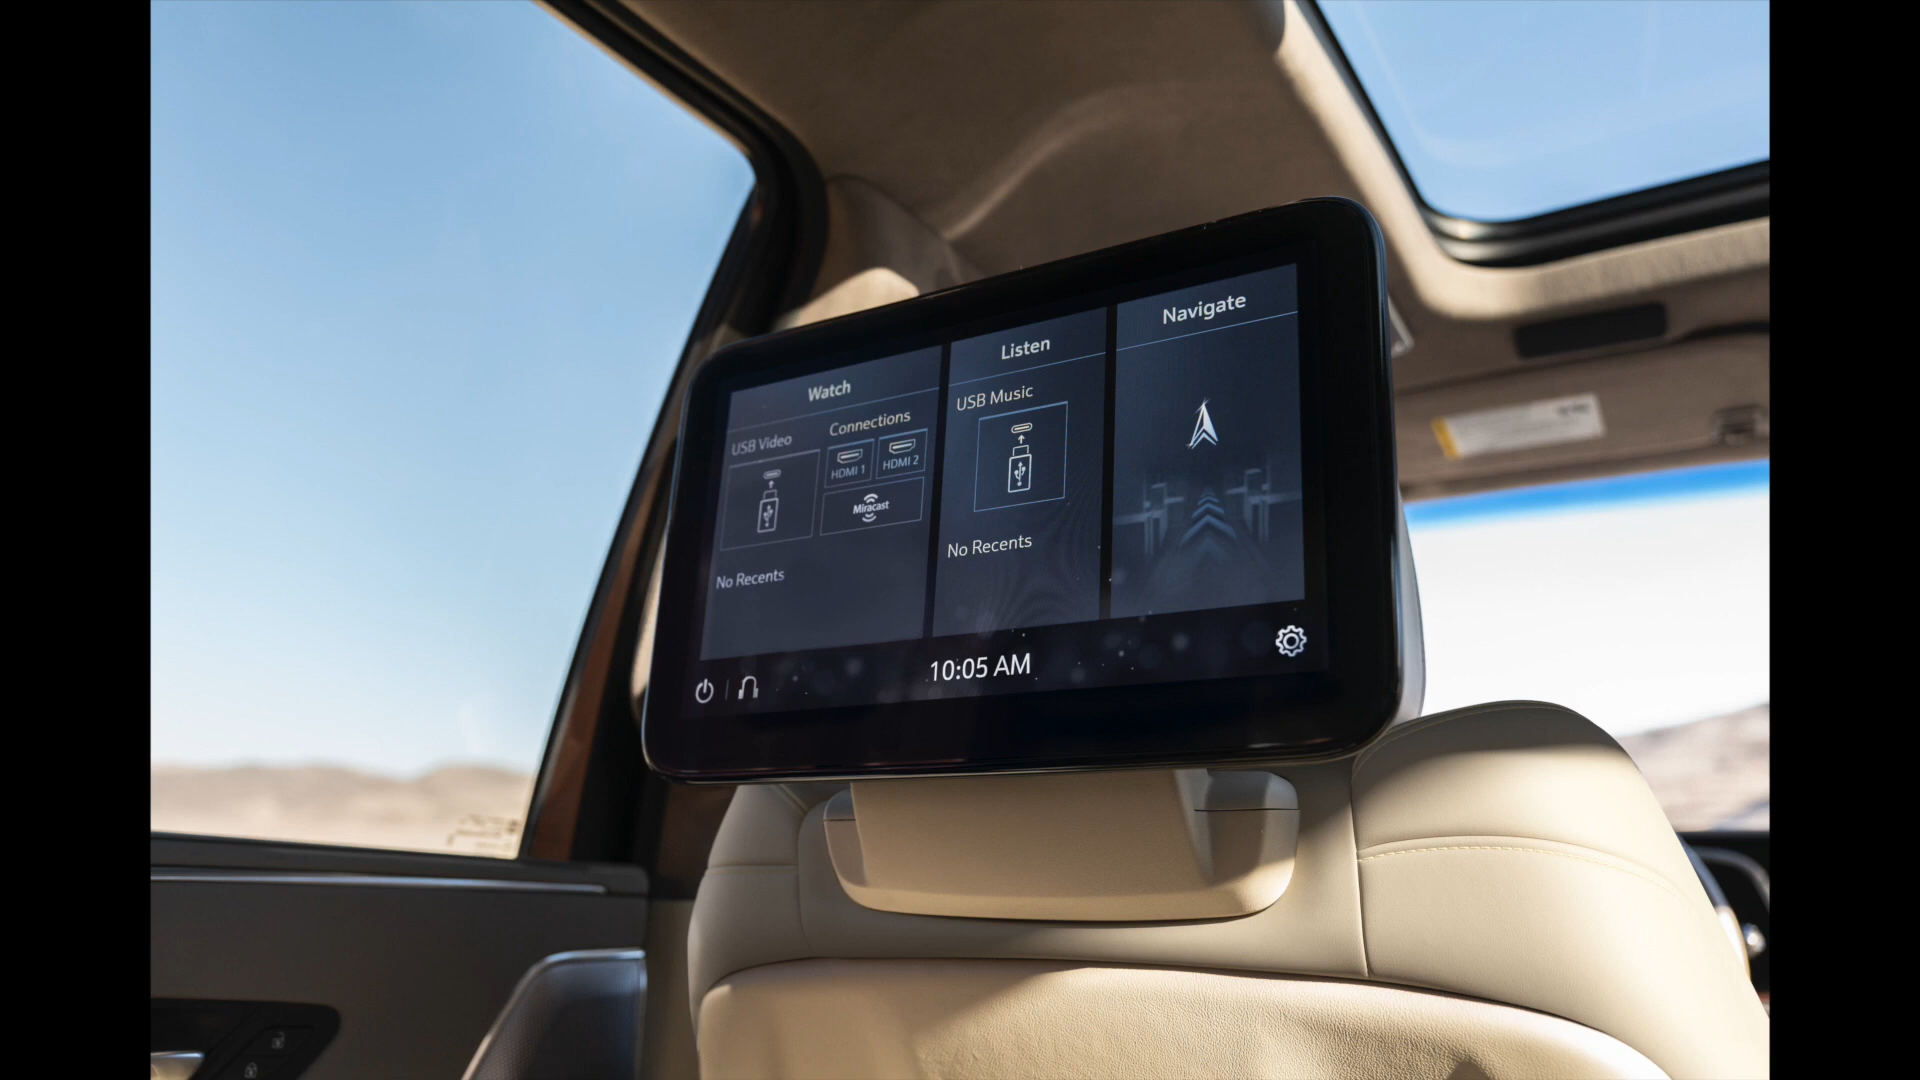 Watch
USB Video
Connections
HDMI 1
HDMI 2
Miracast
No Recents
Listen
USB Music
No Recents
Navigate
10:05 AM